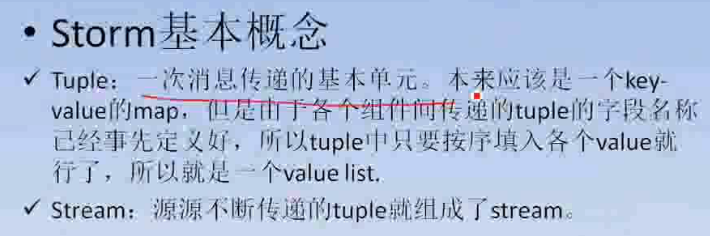 • Storm基本概念
✓ Tuple：一次消息传递的基本单元。本来应该是一个key-
value的map，但是由于各个组件间传递的tuple的字段名称
已经事先定义好，所以tuple中只要按序填入各个value就
行了，所以就是一个value list.
✓ Stream：源源不断传递的tuple就组成了stream。